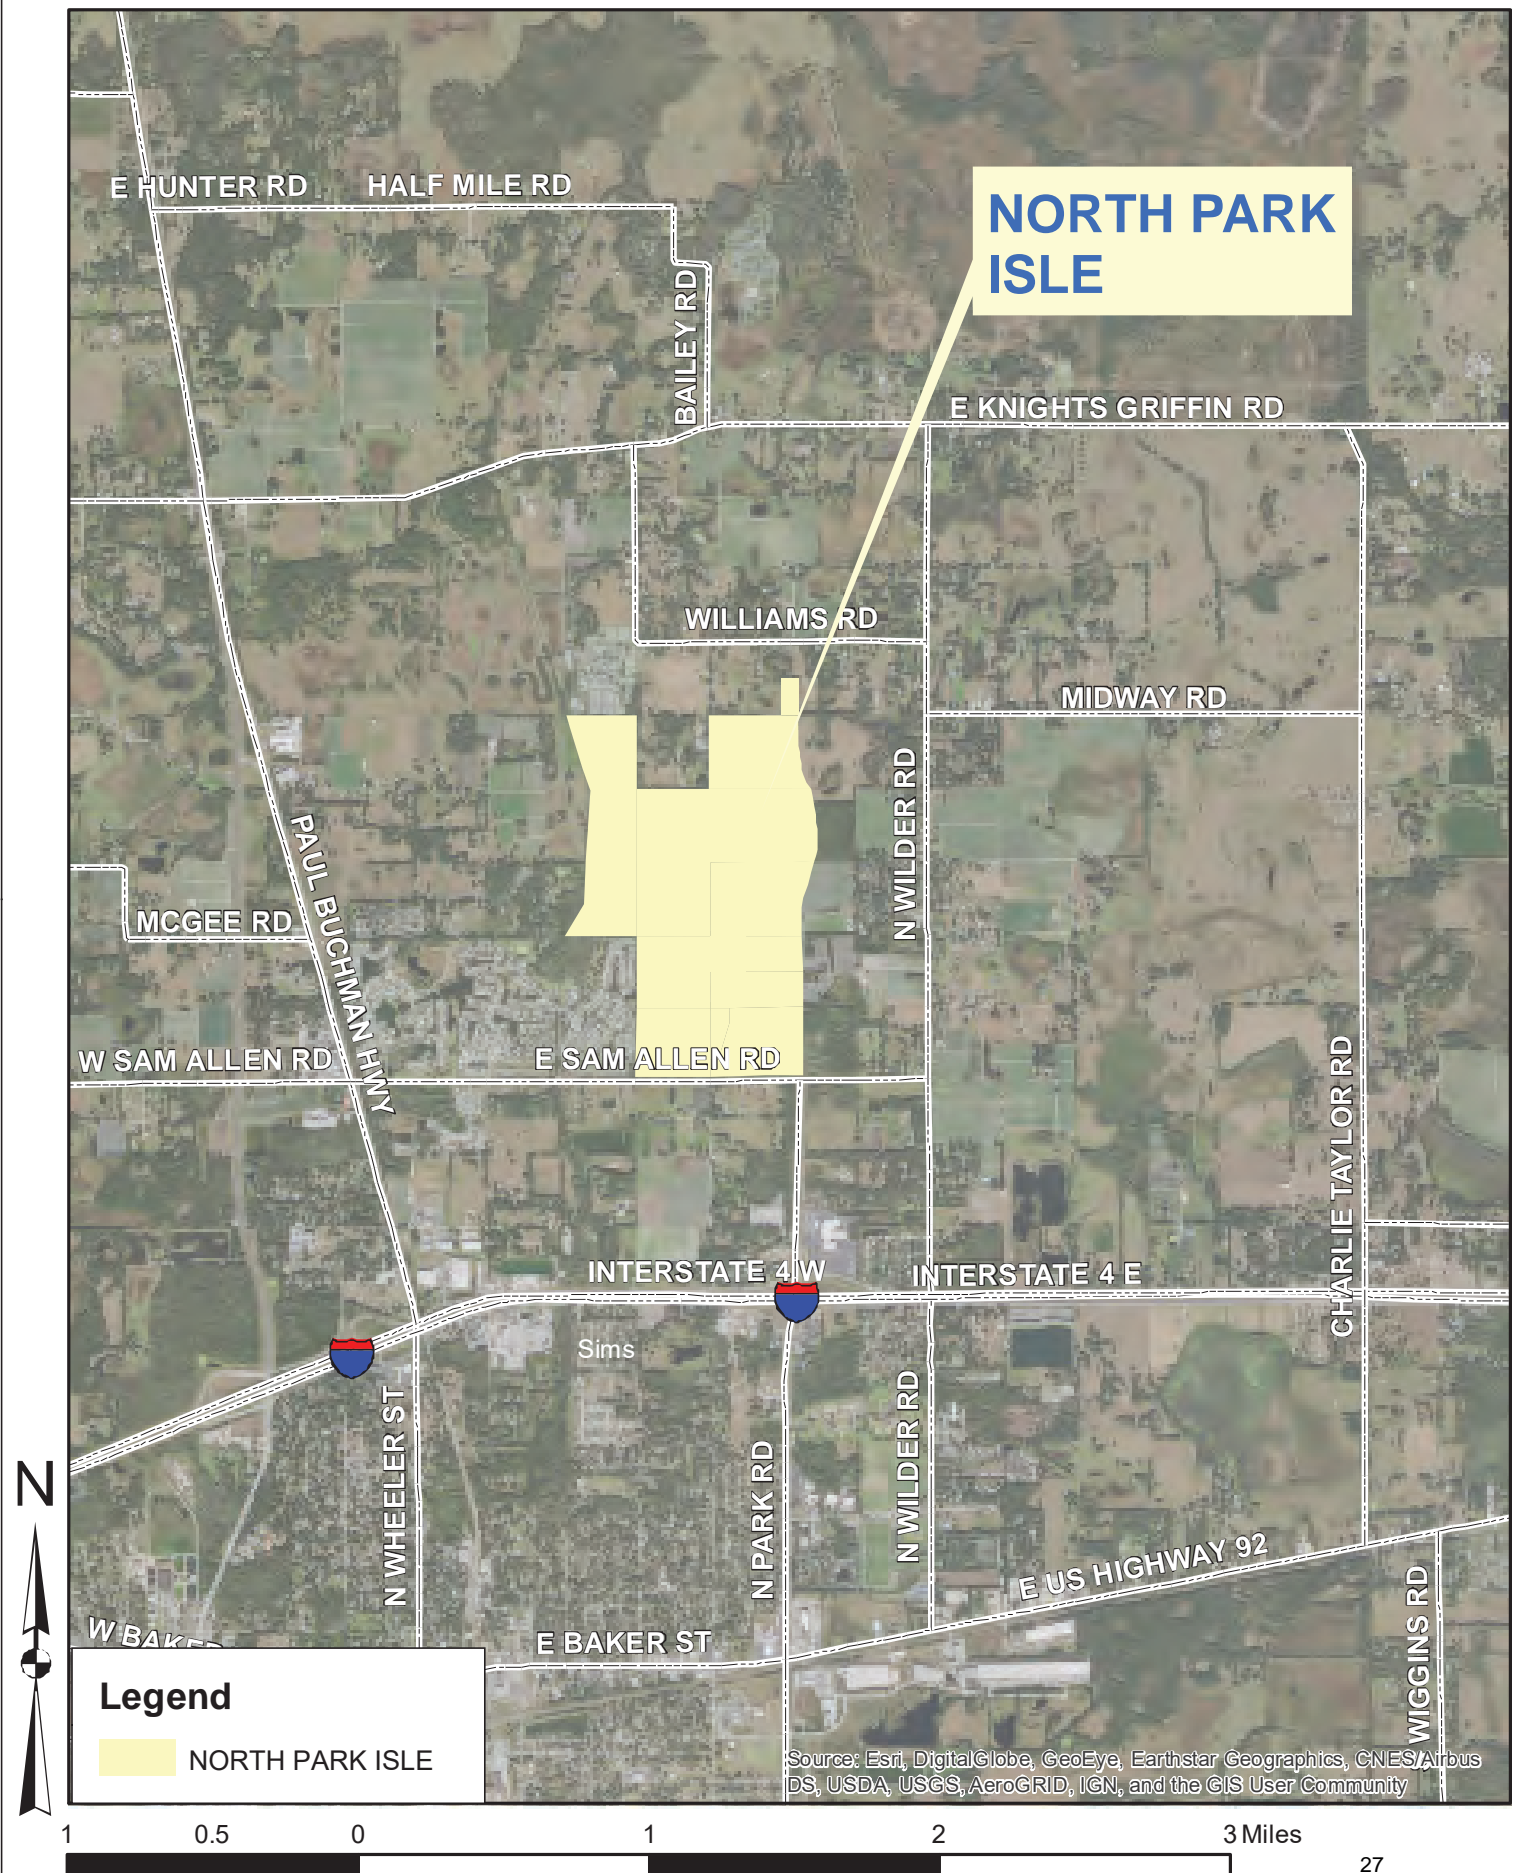 E HUNTER RD
HALF MILE RD
NORTH PARK
ISLE
BAILEY RD
E KNIGHTS GRIFFIN RD
WILLIAMS RD
MIDWAY RD
N WILDER RD
PAUL BUCHMAN HWY
MCGEE RD
W SAM ALLEN RD
E SAM ALLEN RD
CHARLIE TAYLOR RD
INTERSTATE 4 W
INTERSTATE 4 E
Sims
N WHEELER ST
N PARK RD
N WILDER RD
E US HIGHWAY 92
N
W BAKER
E BAKER ST
WIGGINS RD
Legend
NORTH PARK ISLE
Source: Esri, DigitalGlobe, GeoEye, Earthstar Geographics, CNES/Airbus
DS, USDA, USGS, AeroGRID, IGN, and the GIS User Community
1 0.5 0 1 2 3 Miles
27